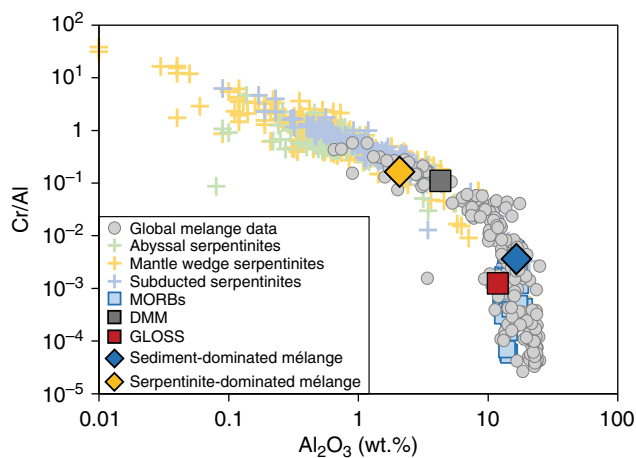 Cr/Al
10²
10¹
1
10⁻¹
10⁻²
10⁻³
10⁻⁴
10⁻⁵
Global melange data
Abyssal serpentinites
Mantle wedge serpentinites
Subducted serpentinites
MORBs
DMM
GLOSS
Sediment-dominated mélange
Serpentinite-dominated mélange
0.01 0.1 1 10 100
Al₂O₃ (wt.%)